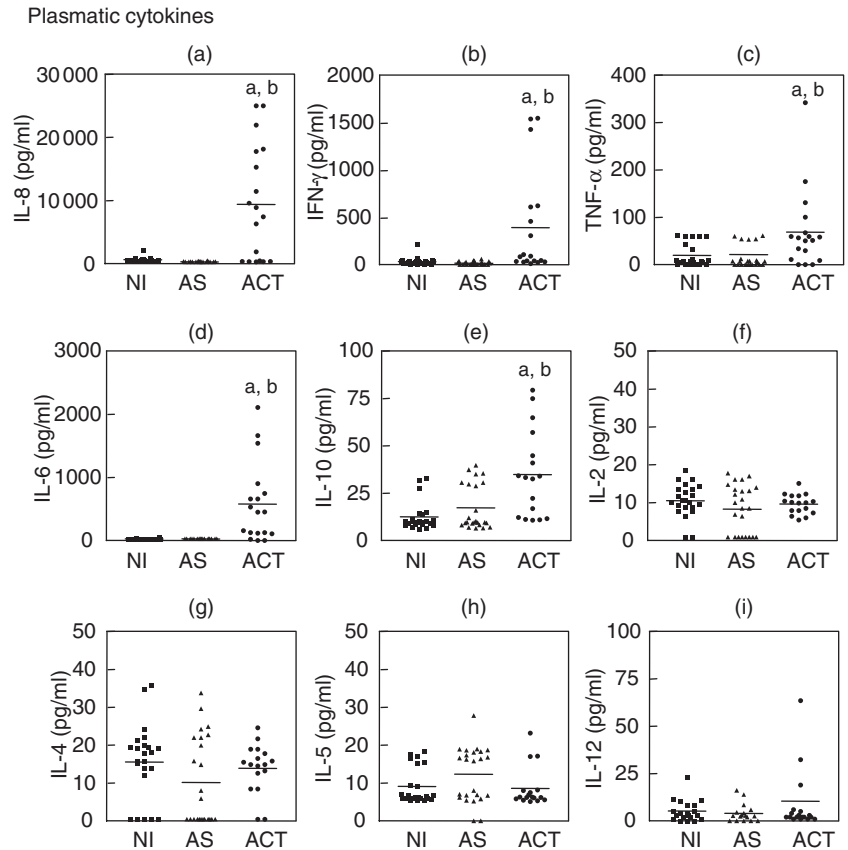 Plasmatic cytokines
(a)
30 000
20 000
10 000
0
IL-8 (pg/ml)
a, b
NI AS ACT
(b)
2000
1500
1000
500
0
IFN-γ (pg/ml)
a, b
NI AS ACT
(c)
400
300
200
100
0
TNF-α (pg/ml)
a, b
NI AS ACT
(d)
3000
2000
1000
0
IL-6 (pg/ml)
a, b
NI AS ACT
(e)
100
75
50
25
0
IL-10 (pg/ml)
a, b
NI AS ACT
(f)
50
40
30
20
10
0
IL-2 (pg/ml)
NI AS ACT
(g)
50
40
30
20
10
0
IL-4 (pg/ml)
NI AS ACT
(h)
50
40
30
20
10
0
IL-5 (pg/ml)
NI AS ACT
(i)
100
75
50
25
0
IL-12 (pg/ml)
NI AS ACT